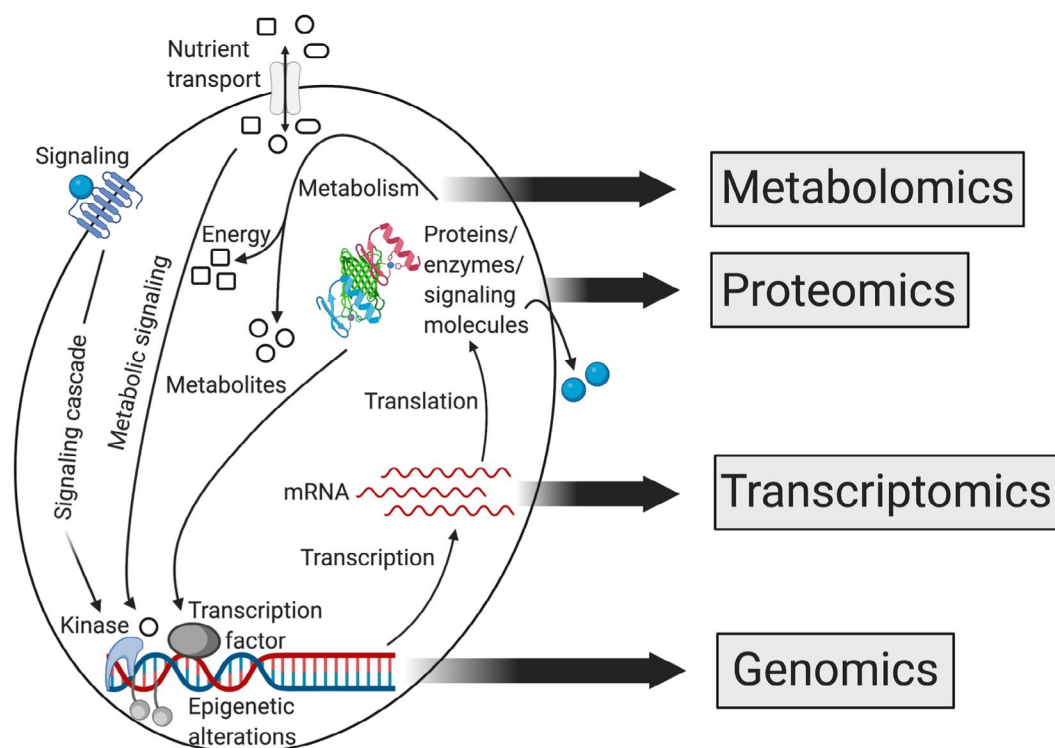 Nutrient
transport
Signaling
Metabolism
Metabolomics
Energy
Proteins/
enzymes/
signaling
molecules
Proteomics
Metabolites
Metabolic signaling
Signaling cascade
Translation
mRNA
Transcriptomics
Transcription
Kinase
Transcription
factor
Genomics
Epigenetic
alterations